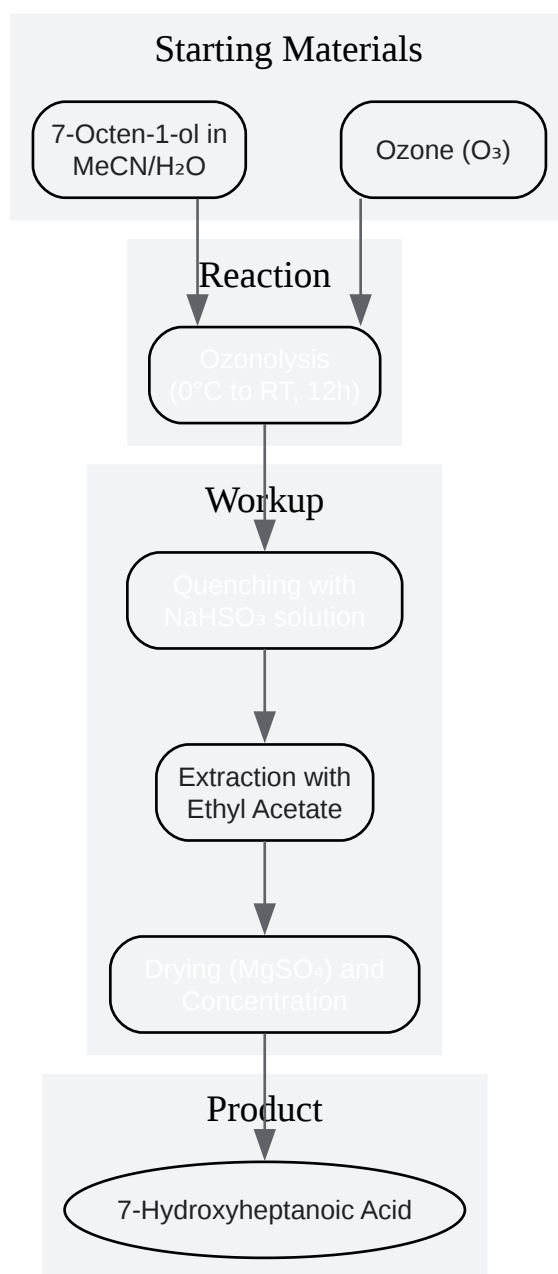 Starting Materials
7-Octen-1-ol in
MeCN/H₂O
Ozone (O₃)
Reaction
Ozonolysis
(0°C to RT, 12h)
Workup
Quenching with
NaHSO₃ solution
Extraction with
Ethyl Acetate
Drying (MgSO₄) and
Concentration
Product
7-Hydroxyheptanoic Acid